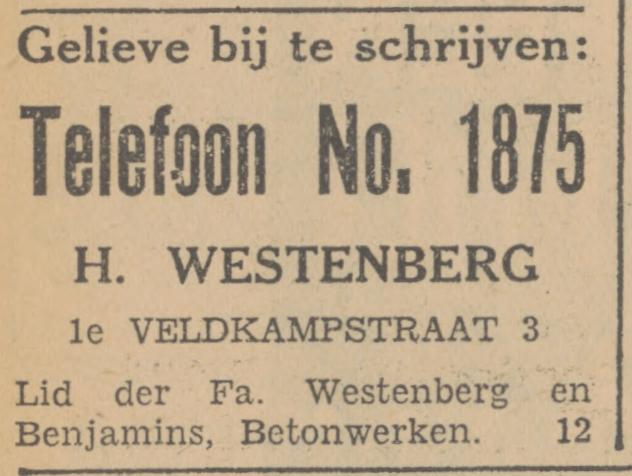 Gelieve bij te schrijven:
Telefoon No. 1875
H. WESTENBERG
1e VELDKAMPSTRAAT 3
Lid der Fa. Westenberg en
Benjamins, Betonwerken. 12